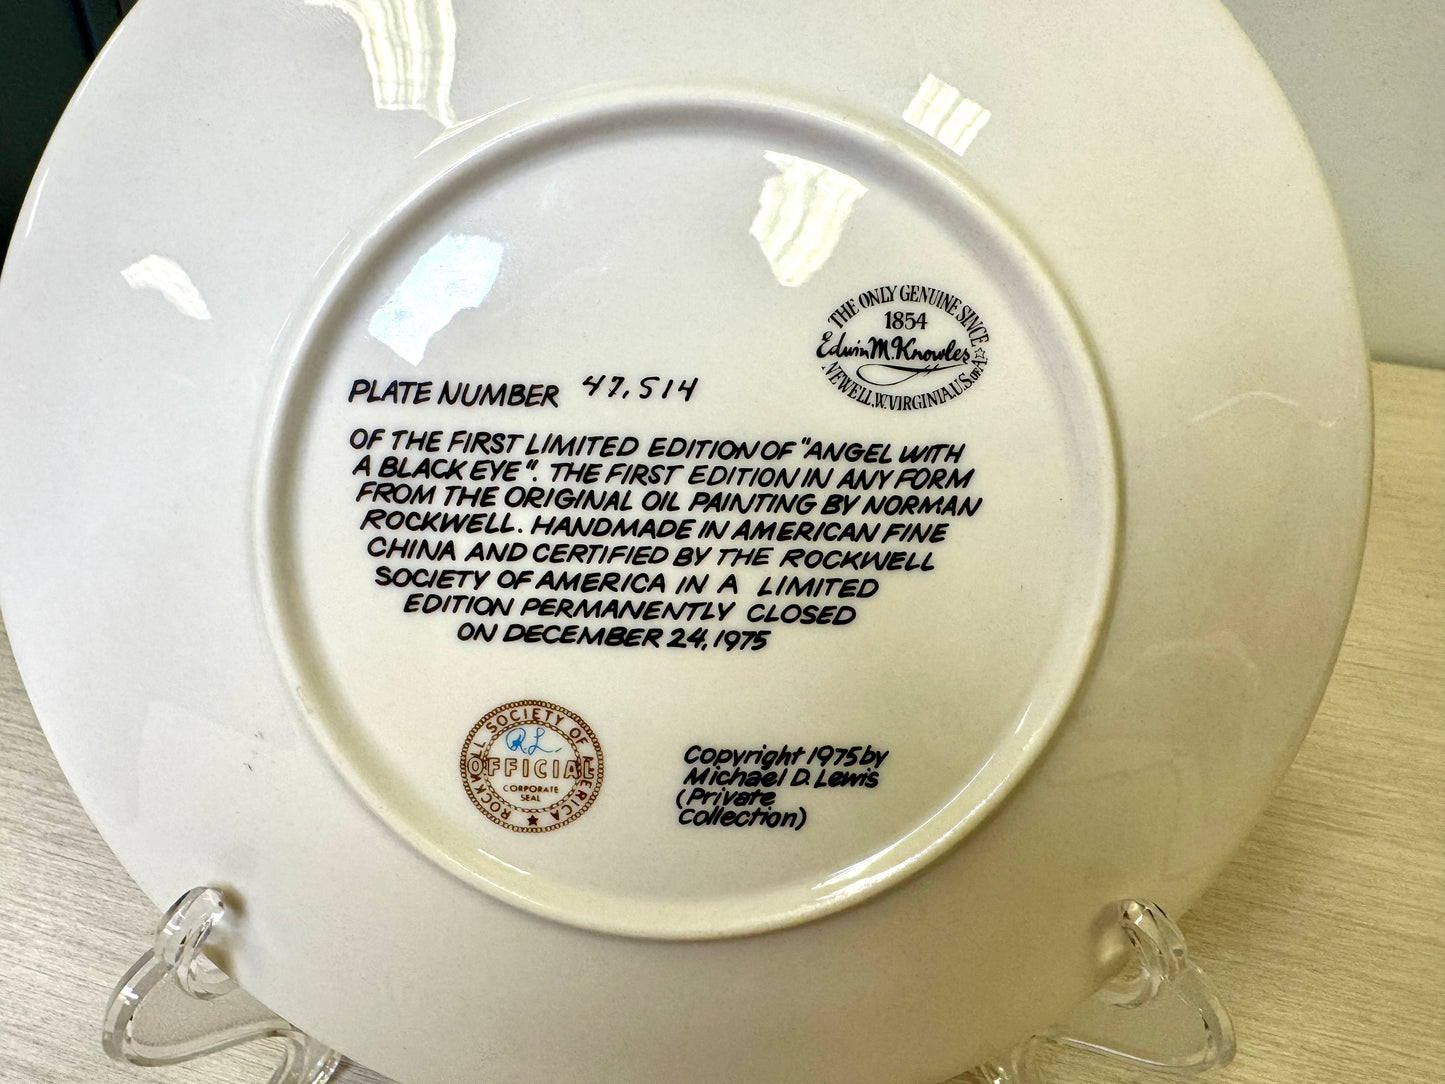 THE ONLY GENUINE SINCE
1854
Edwin M. Knowles
NEWELL, W. VIRGINIA, U.S. OF A.
PLATE NUMBER 47,514
OF THE FIRST LIMITED EDITION OF "ANGEL WITH
A BLACK EYE". THE FIRST EDITION IN ANY FORM
FROM THE ORIGINAL OIL PAINTING BY NORMAN
ROCKWELL. HANDMADE IN AMERICAN FINE
CHINA AND CERTIFIED BY THE ROCKWELL
SOCIETY OF AMERICA IN A LIMITED
EDITION PERMANENTLY CLOSED
ON DECEMBER 24, 1975
ROCKWELL SOCIETY OF AMERICA
R.L.
OFFICIAL
CORPORATE
SEAL
Copyright 1975 by
Michael D. Lewis
(Private
Collection)